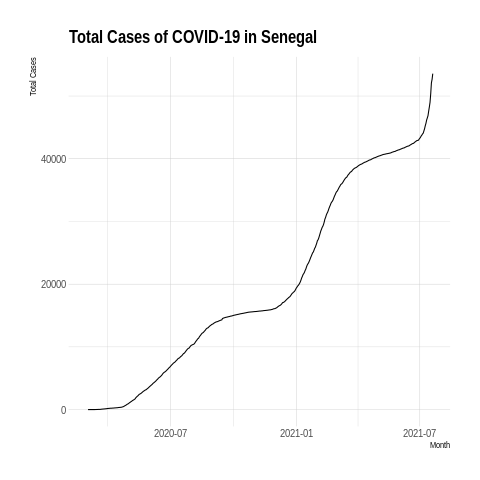 Total Cases of COVID-19 in Senegal
Total Cases
40000
20000
0
2020-07
2021-01
2021-07
Month